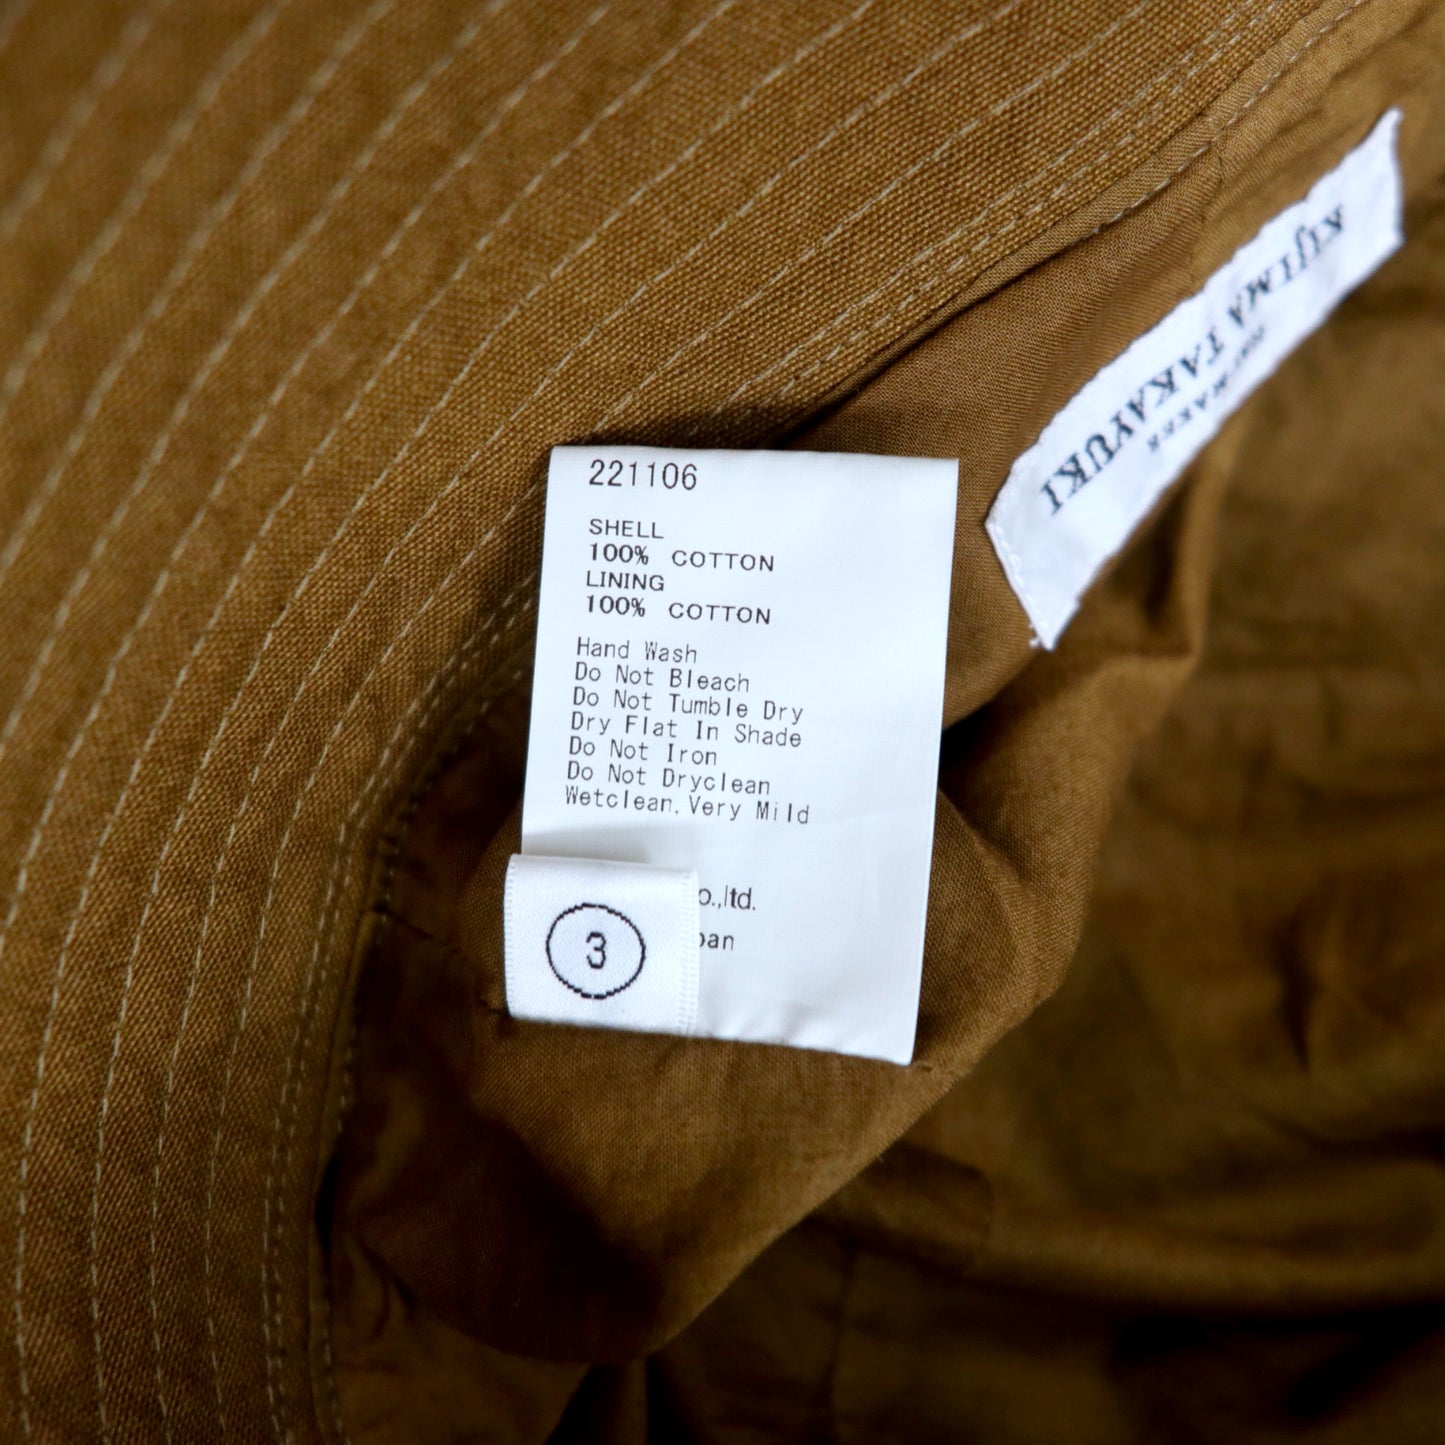 221106
SHELL
100% COTTON
LINING
100% COTTON
Hand Wash
Do Not Bleach
Do Not Tumble Dry
Dry Flat In Shade
Do Not Iron
Do Not Dryclean
Wetclean. Very Mild
o.,ltd.
pan
3
KIJIMA TAKAYUKI